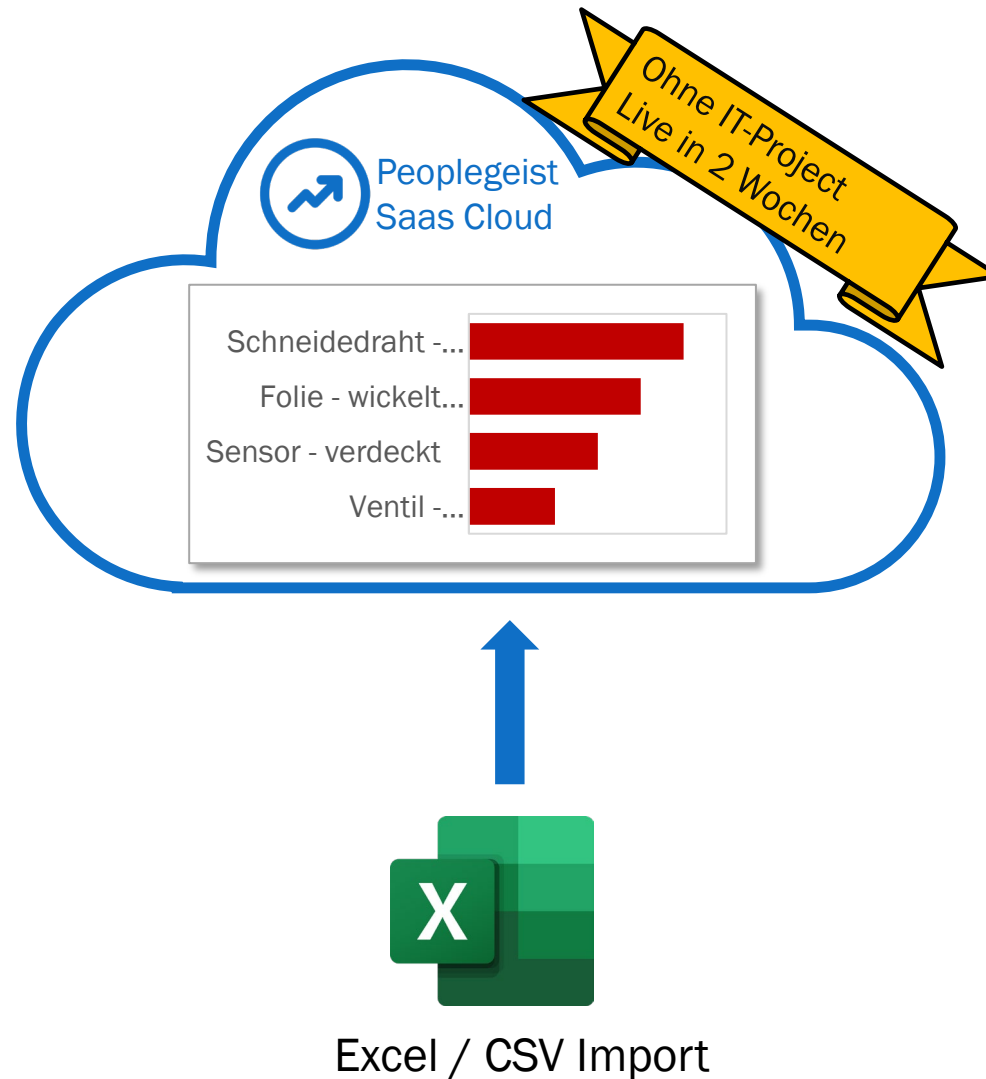 Ohne IT-Project
Live in 2 Wochen
Peoplegeist
Saas Cloud
Schneidedraht -...
Folie - wickelt...
Sensor - verdeckt
Ventil -...
X
Excel / CSV Import